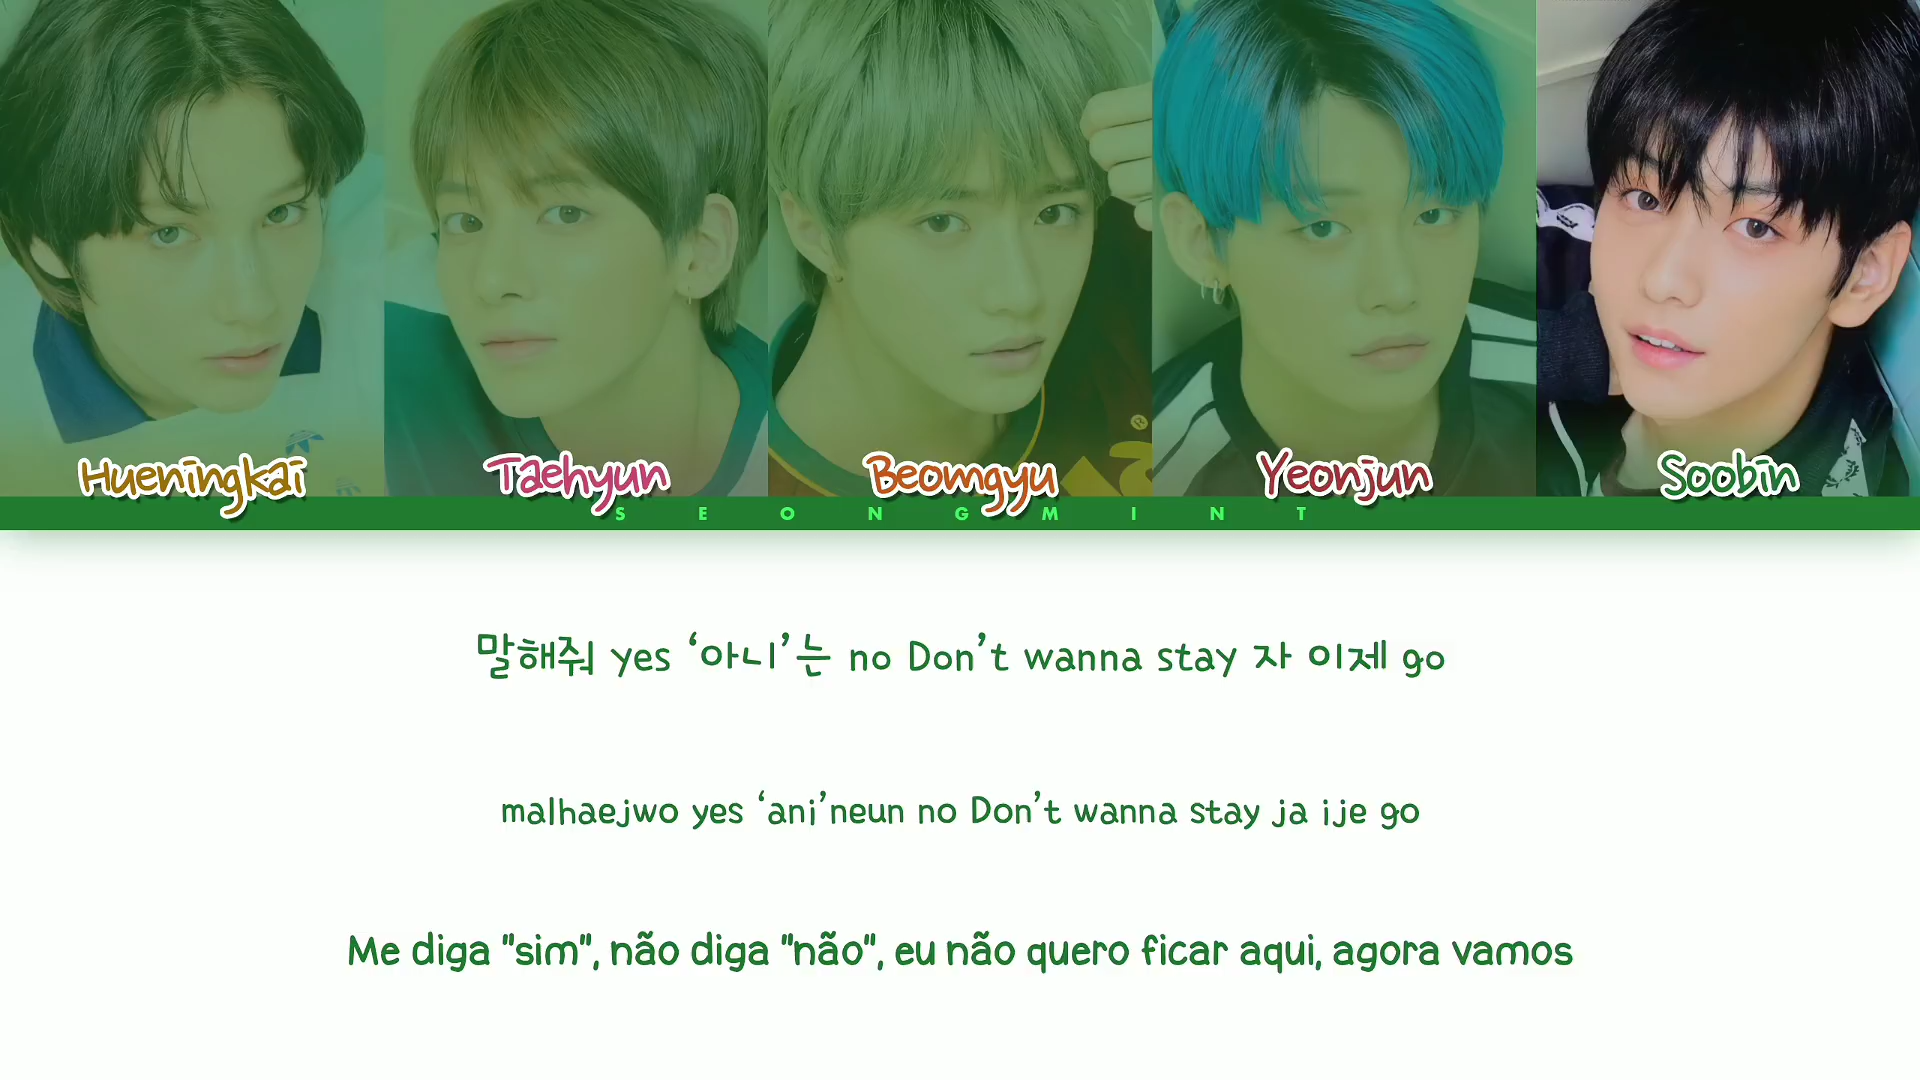 Hueningkai Taehyun Beomgyu Yeonjun Soobin
SEONGMINT
말해줘 yes ‘아니’는 no Don’t wanna stay 자 이제 go
malhaejwo yes ‘ani’neun no Don’t wanna stay ja ije go
Me diga "sim", não diga "não", eu não quero ficar aqui, agora vamos